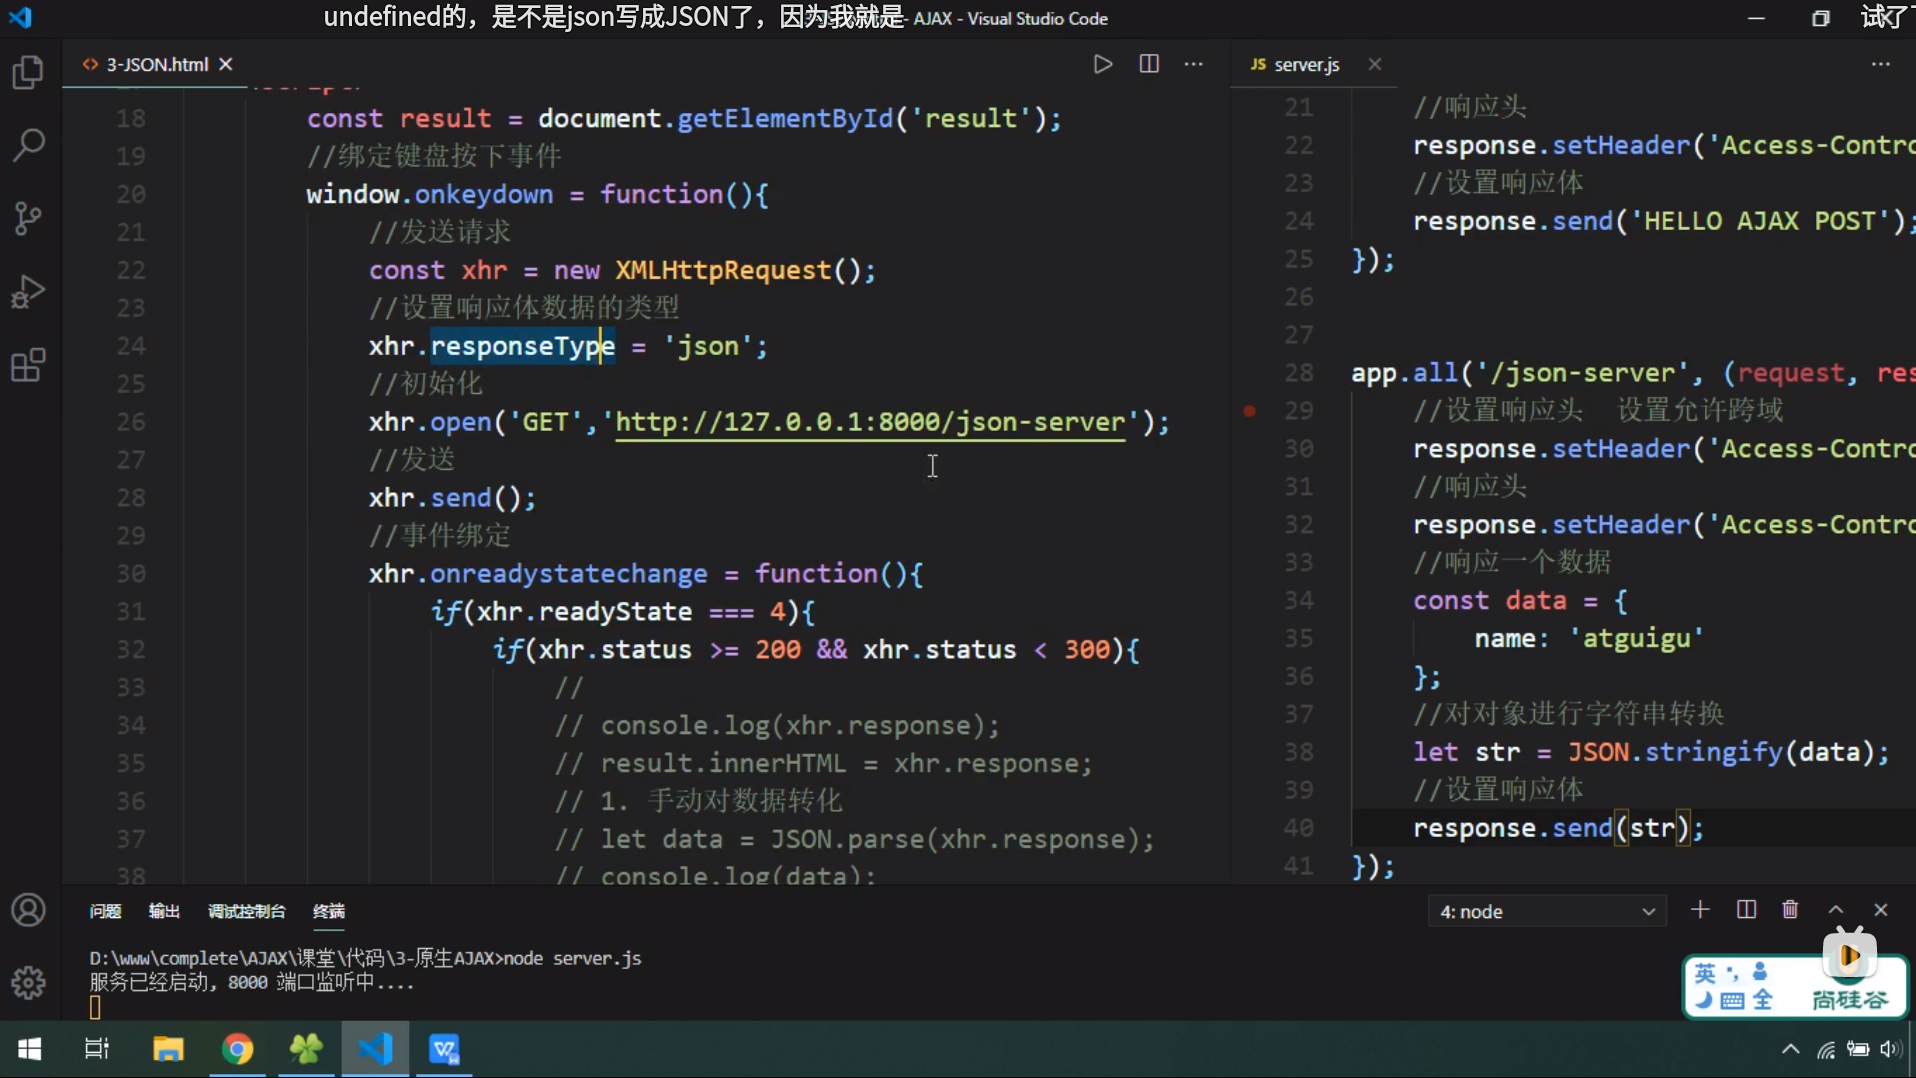 undefined的，是不是json写成JSON了，因为我就是 - AJAX - Visual Studio Code
试了
3-JSON.html
18 const result = document.getElementById('result');
19 //绑定键盘按下事件
20 window.onkeydown = function(){
21 //发送请求
22 const xhr = new XMLHttpRequest();
23 //设置响应体数据的类型
24 xhr.responseType = 'json';
25 //初始化
26 xhr.open('GET','http://127.0.0.1:8000/json-server');
27 //发送
28 xhr.send();
29 //事件绑定
30 xhr.onreadystatechange = function(){
31 if(xhr.readyState === 4){
32 if(xhr.status >= 200 && xhr.status < 300){
33 //
34 // console.log(xhr.response);
35 // result.innerHTML = xhr.response;
36 // 1. 手动对数据转化
37 // let data = JSON.parse(xhr.response);
38 // console.log(data);
JS server.js
21 //响应头
22 response.setHeader('Access-Contro
23 //设置响应体
24 response.send('HELLO AJAX POST');
25 });
26
27
28 app.all('/json-server', (request, res
29 //设置响应头 设置允许跨域
30 response.setHeader('Access-Contro
31 //响应头
32 response.setHeader('Access-Contro
33 //响应一个数据
34 const data = {
35 name: 'atguigu'
36 };
37 //对对象进行字符串转换
38 let str = JSON.stringify(data);
39 //设置响应体
40 response.send(str);
41 });
问题 输出 调试控制台 终端
4: node
D:\www\complete\AJAX\课堂\代码\3-原生AJAX>node server.js
服务已经启动, 8000 端口监听中....
英
全
尚硅谷